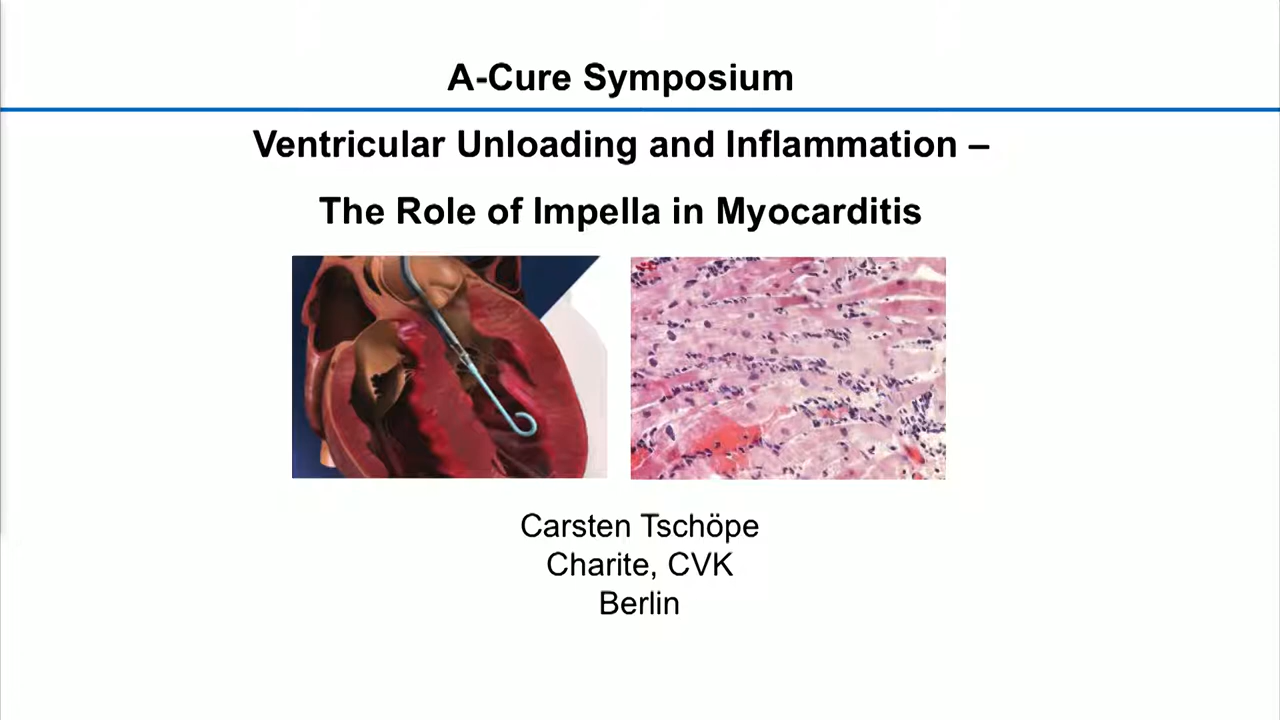 A-Cure Symposium
Ventricular Unloading and Inflammation –
The Role of Impella in Myocarditis
Carsten Tschöpe
Charite, CVK
Berlin